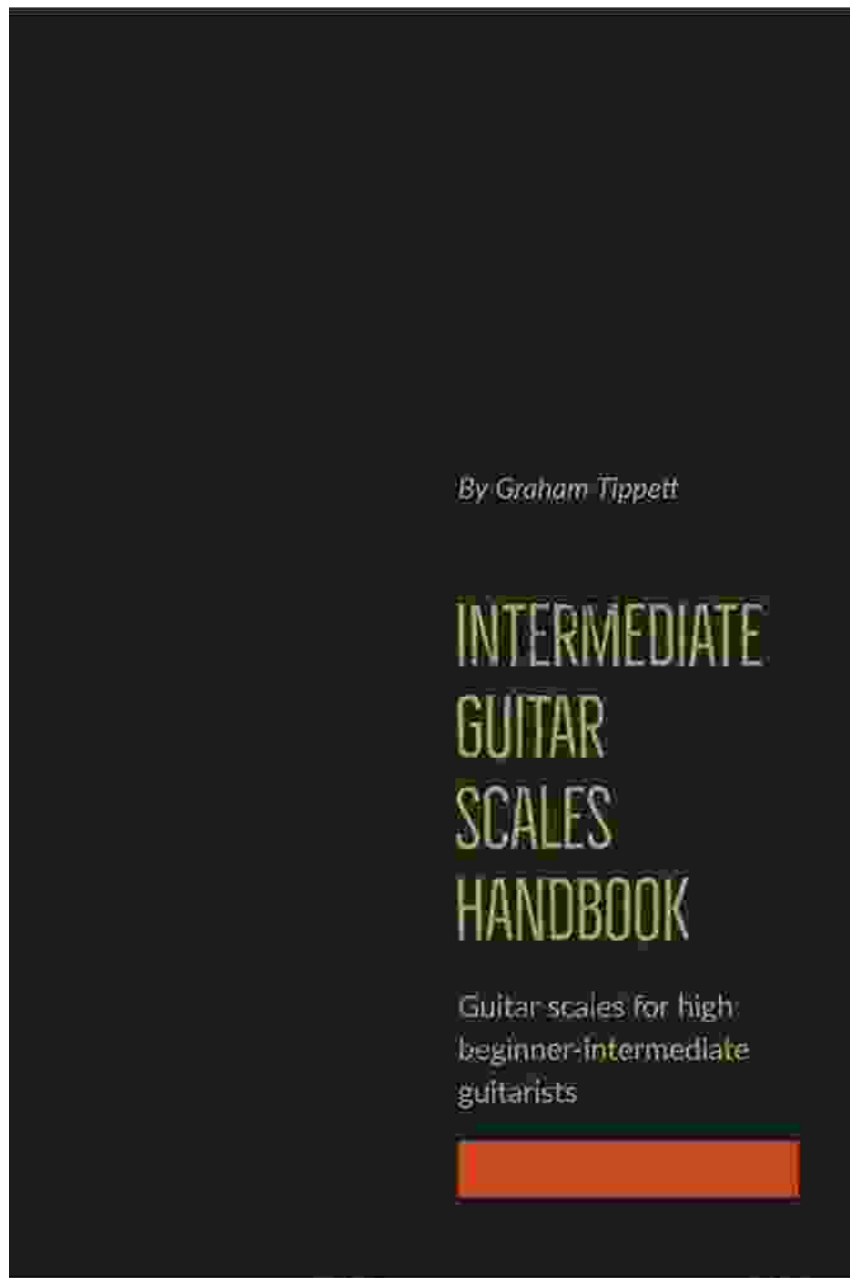 By Graham Tippett
INTERMEDIATE
GUITAR
SCALES
HANDBOOK
Guitar scales for high
beginner-intermediate
guitarists